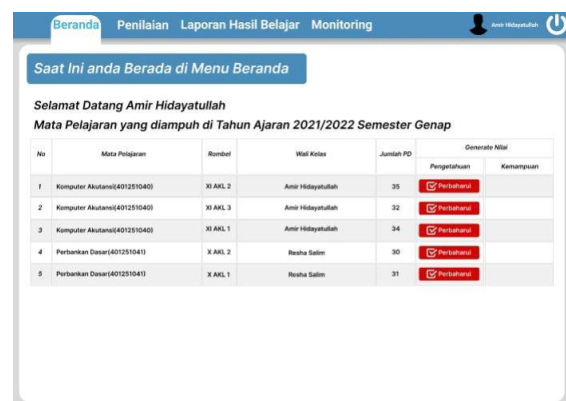 Beranda Penilaian Laporan Hasil Belajar Monitoring Amir Hidayatullah
Saat Ini anda Berada di Menu Beranda
Selamat Datang Amir Hidayatullah
Mata Pelajaran yang diampuh di Tahun Ajaran 2021/2022 Semester Genap
No Mata Pelajaran Rombel Wali Kelas Jumlah PD Generate Nilai
Pengetahuan Kemampuan
1 Komputer Akutansi(401251040) XI AKL 2 Amir Hidayatullah 35 Perbaharui
2 Komputer Akutansi(401251040) XI AKL 3 Amir Hidayatullah 32 Perbaharui
3 Komputer Akutansi(401251040) XI AKL 1 Amir Hidayatullah 34 Perbaharui
4 Perbankan Dasar(401251041) X AKL 2 Resha Salim 30 Perbaharui
5 Perbankan Dasar(401251041) X AKL 1 Resha Salim 31 Perbaharui